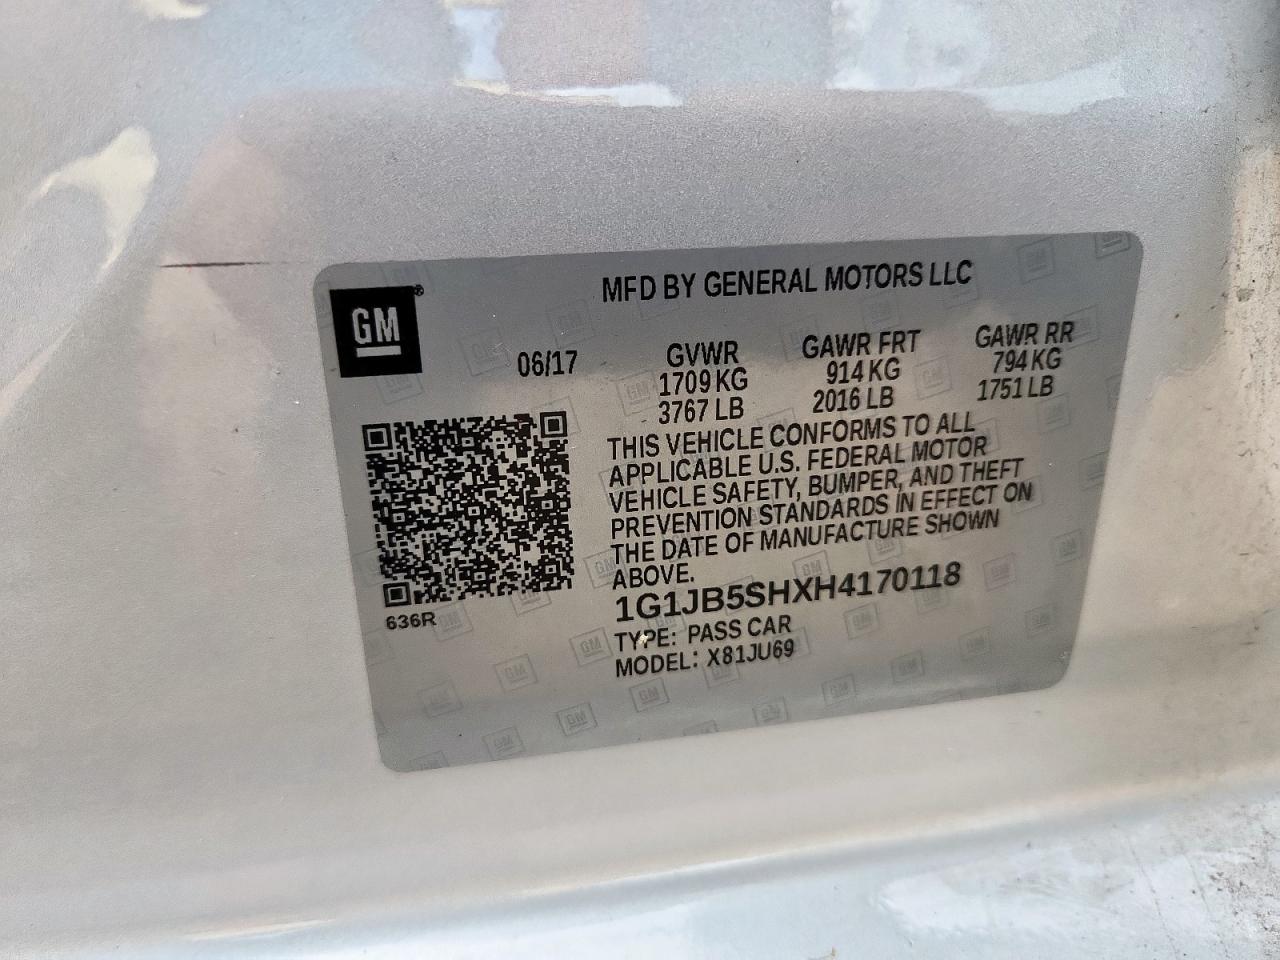 MFD BY GENERAL MOTORS LLC
GM®
06/17
GVWR
1709 KG
3767 LB
GAWR FRT
914 KG
2016 LB
GAWR RR
794 KG
1751 LB
THIS VEHICLE CONFORMS TO ALL
APPLICABLE U.S. FEDERAL MOTOR
VEHICLE SAFETY, BUMPER, AND THEFT
PREVENTION STANDARDS IN EFFECT ON
THE DATE OF MANUFACTURE SHOWN
ABOVE.
1G1JB5SHXH4170118
TYPE: PASS CAR
MODEL: X81JU69
636R